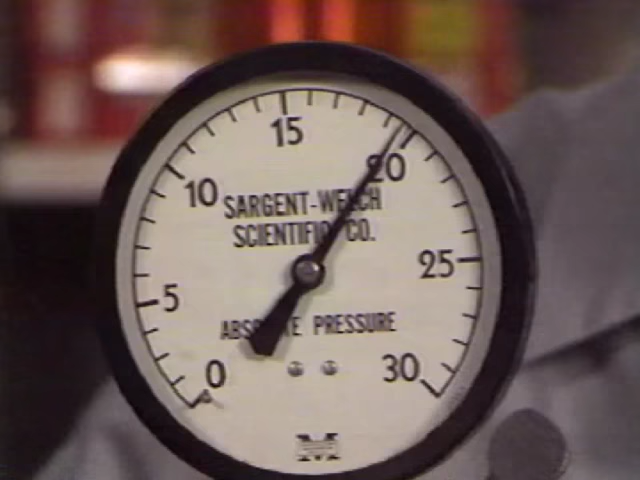 15
20
10
SARGENT-WELCH
SCIENTIFIC CO.
25
5
ABSOLUTE PRESSURE
0
30
M